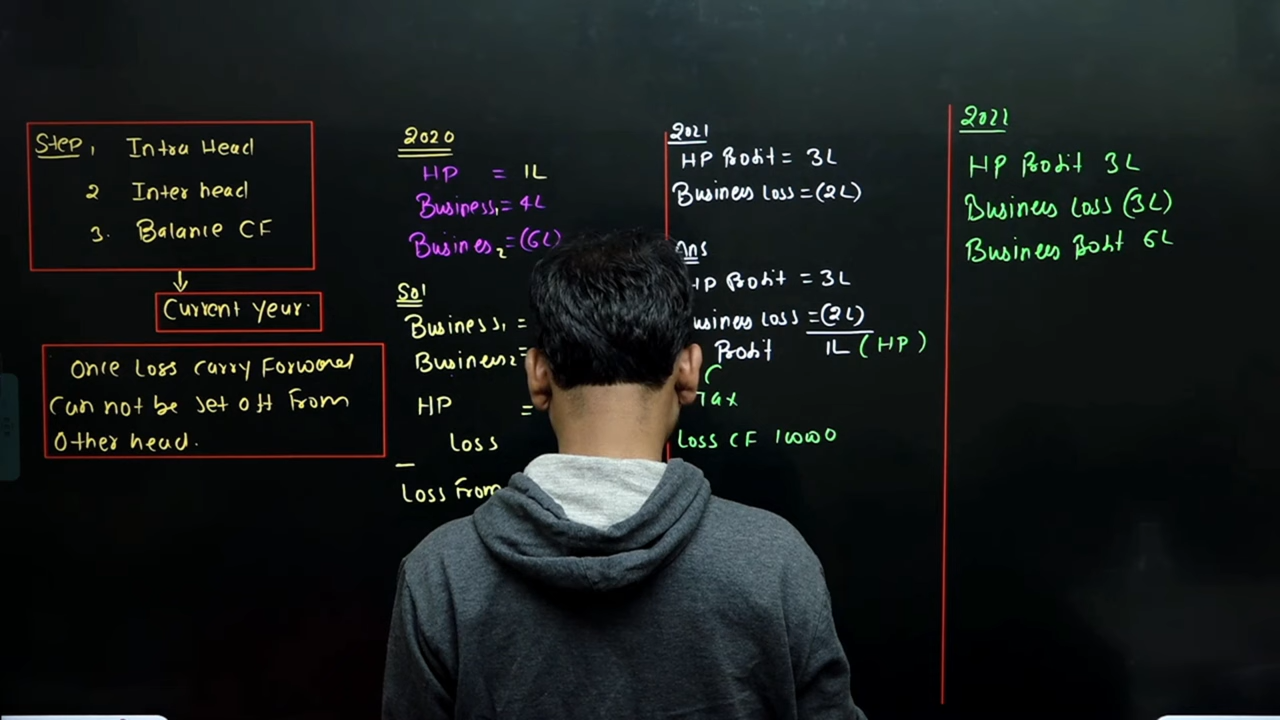 Step 1 Intra Head
2 Inter head
3. Balance CF
Current year.
Once Loss carry Forward
Can not be set off From
Other head.
2020
HP = 1L
Business1 = 4L
Busines2 = (6L)
Sol
Business1 =
Business2 =
HP =
Loss
Loss From
2021
HP Profit = 3L
Business Loss = (2L)
Ans
HP Profit = 3L
Business Loss = (2L)
Profit 1L (HP)
Tax
Loss CF 100000
2022
HP Profit 3L
Business Loss (3L)
Business Profit 6L